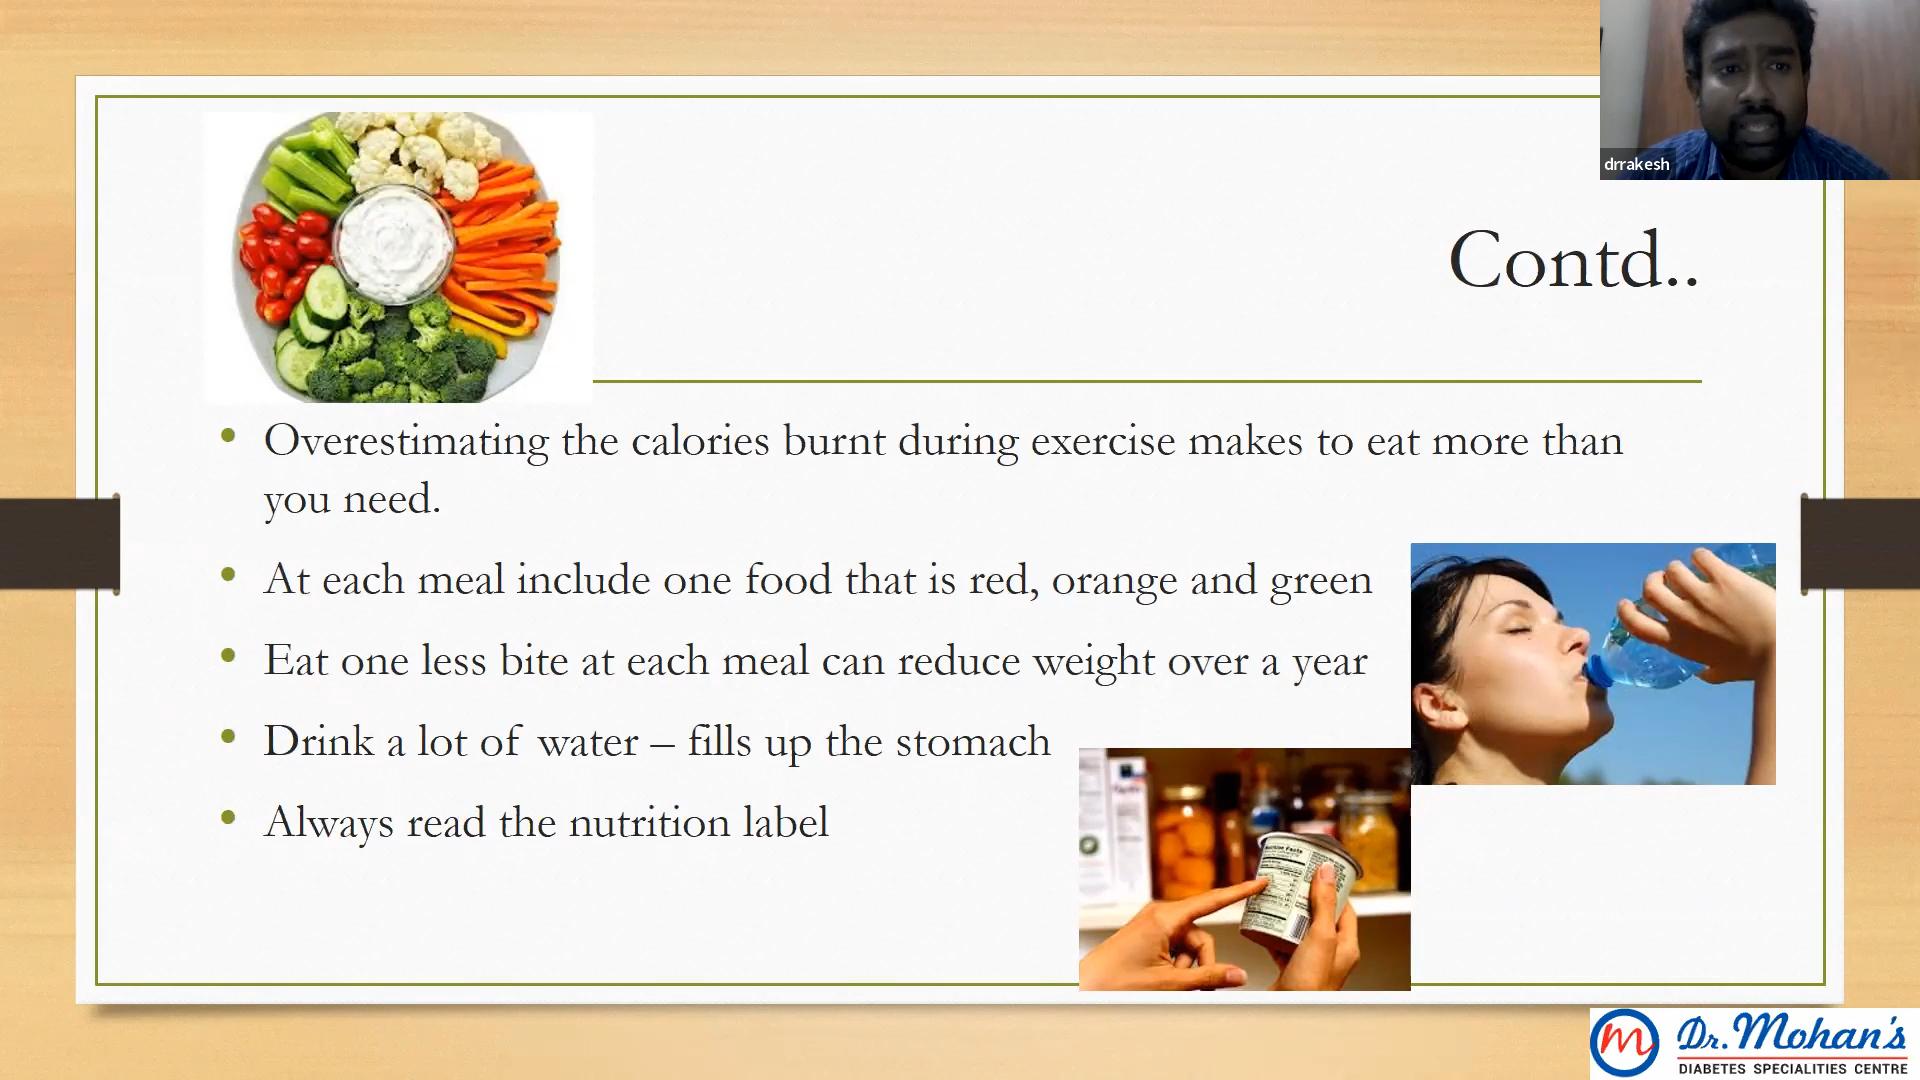 drrakesh
Contd..
Overestimating the calories burnt during exercise makes to eat more than
you need.
At each meal include one food that is red, orange and green
Eat one less bite at each meal can reduce weight over a year
Drink a lot of water – fills up the stomach
Always read the nutrition label
Nutrition Facts
m Dr. Mohan's
DIABETES SPECIALITIES CENTRE